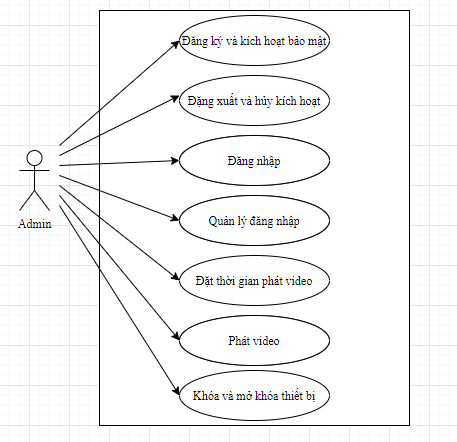 Đăng ký và kích hoạt bảo mật
Đặng xuất và hủy kích hoạt
Đăng nhập
Quản lý đăng nhập
Admin
Đặt thời gian phát video
Phát video
Khóa và mở khóa thiết bị